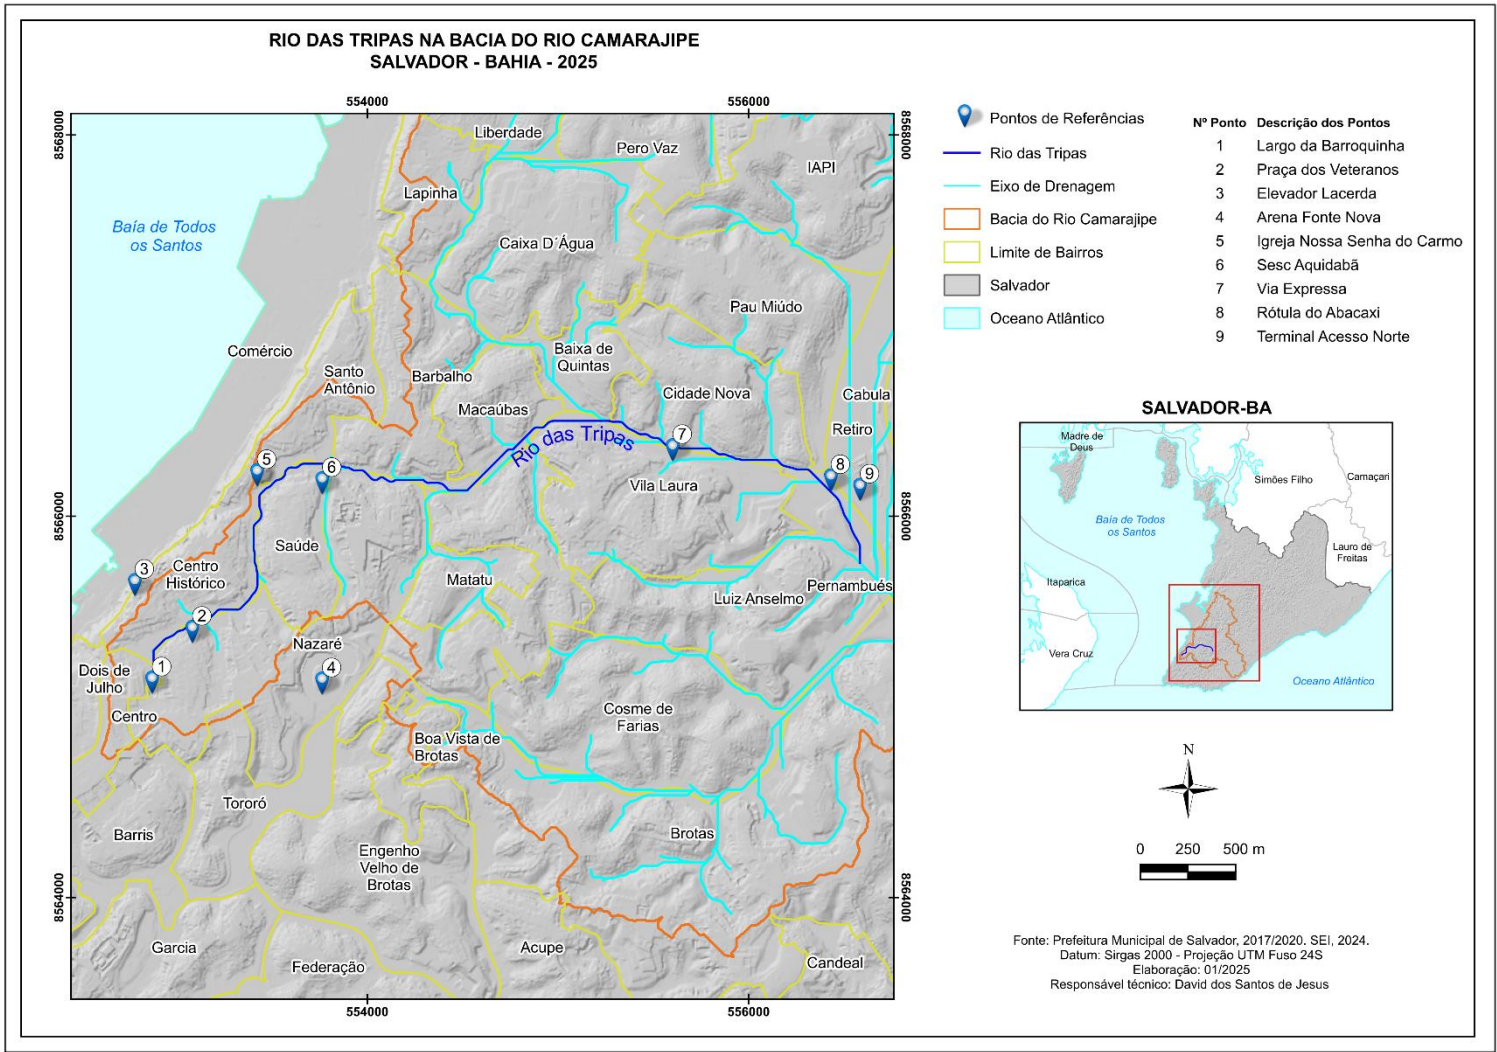 RIO DAS TRIPAS NA BACIA DO RIO CAMARAJIPE
SALVADOR - BAHIA - 2025
554000
556000
8568000
8568000
Liberdade
Pero Vaz
IAPI
Lapinha
Baía de Todos
os Santos
Caixa D´Água
Pau Miúdo
Comércio
Baixa de
Quintas
Santo
Antônio
Barbalho
Cidade Nova
Cabula
Macaúbas
Retiro
Rio das Tripas
7
5
6
8
9
Vila Laura
8566000
8566000
Saúde
3
Centro
Histórico
Matatu
Pernambués
Luiz Anselmo
2
Nazaré
1
4
Dois de
Julho
Centro
Cosme de
Farias
Boa Vista de
Brotas
Tororó
Barris
Brotas
Engenho
Velho de
Brotas
8564000
8564000
Garcia
Acupe
Federação
Candeal
554000
556000
Pontos de Referências
Rio das Tripas
Eixo de Drenagem
Bacia do Rio Camarajipe
Limite de Bairros
Salvador
Oceano Atlântico
Nº Ponto Descrição dos Pontos
1 Largo da Barroquinha
2 Praça dos Veteranos
3 Elevador Lacerda
4 Arena Fonte Nova
5 Igreja Nossa Senha do Carmo
6 Sesc Aquidabã
7 Via Expressa
8 Rótula do Abacaxi
9 Terminal Acesso Norte
SALVADOR-BA
Madre de
Deus
Simões Filho
Camaçari
Baía de Todos
os Santos
Lauro de
Freitas
Itaparica
Vera Cruz
Oceano Atlântico
N
0 250 500 m
Fonte: Prefeitura Municipal de Salvador, 2017/2020. SEI, 2024.
Datum: Sirgas 2000 - Projeção UTM Fuso 24S
Elaboração: 01/2025
Responsável técnico: David dos Santos de Jesus